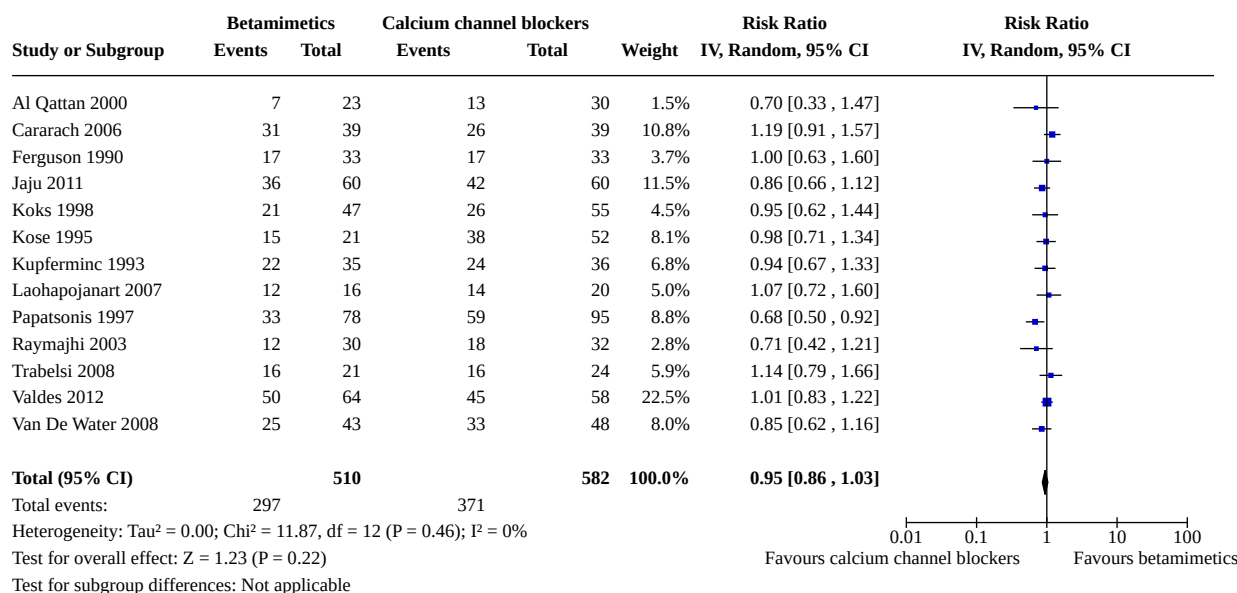 Betamimetics Calcium channel blockers Risk Ratio Risk Ratio
Study or Subgroup Events Total Events Total Weight IV, Random, 95% CI IV, Random, 95% CI
Al Qattan 2000 7 23 13 30 1.5% 0.70 [0.33 , 1.47]
Cararach 2006 31 39 26 39 10.8% 1.19 [0.91 , 1.57]
Ferguson 1990 17 33 17 33 3.7% 1.00 [0.63 , 1.60]
Jaju 2011 36 60 42 60 11.5% 0.86 [0.66 , 1.12]
Koks 1998 21 47 26 55 4.5% 0.95 [0.62 , 1.44]
Kose 1995 15 21 38 52 8.1% 0.98 [0.71 , 1.34]
Kupferminc 1993 22 35 24 36 6.8% 0.94 [0.67 , 1.33]
Laohapojanart 2007 12 16 14 20 5.0% 1.07 [0.72 , 1.60]
Papatsonis 1997 33 78 59 95 8.8% 0.68 [0.50 , 0.92]
Raymajhi 2003 12 30 18 32 2.8% 0.71 [0.42 , 1.21]
Trabelsi 2008 16 21 16 24 5.9% 1.14 [0.79 , 1.66]
Valdes 2012 50 64 45 58 22.5% 1.01 [0.83 , 1.22]
Van De Water 2008 25 43 33 48 8.0% 0.85 [0.62 , 1.16]
Total (95% CI) 510 582 100.0% 0.95 [0.86 , 1.03]
Total events: 297 371
Heterogeneity: Tau² = 0.00; Chi² = 11.87, df = 12 (P = 0.46); I² = 0%
0.01 0.1 1 10 100
Test for overall effect: Z = 1.23 (P = 0.22) Favours calcium channel blockers Favours betamimetics
Test for subgroup differences: Not applicable